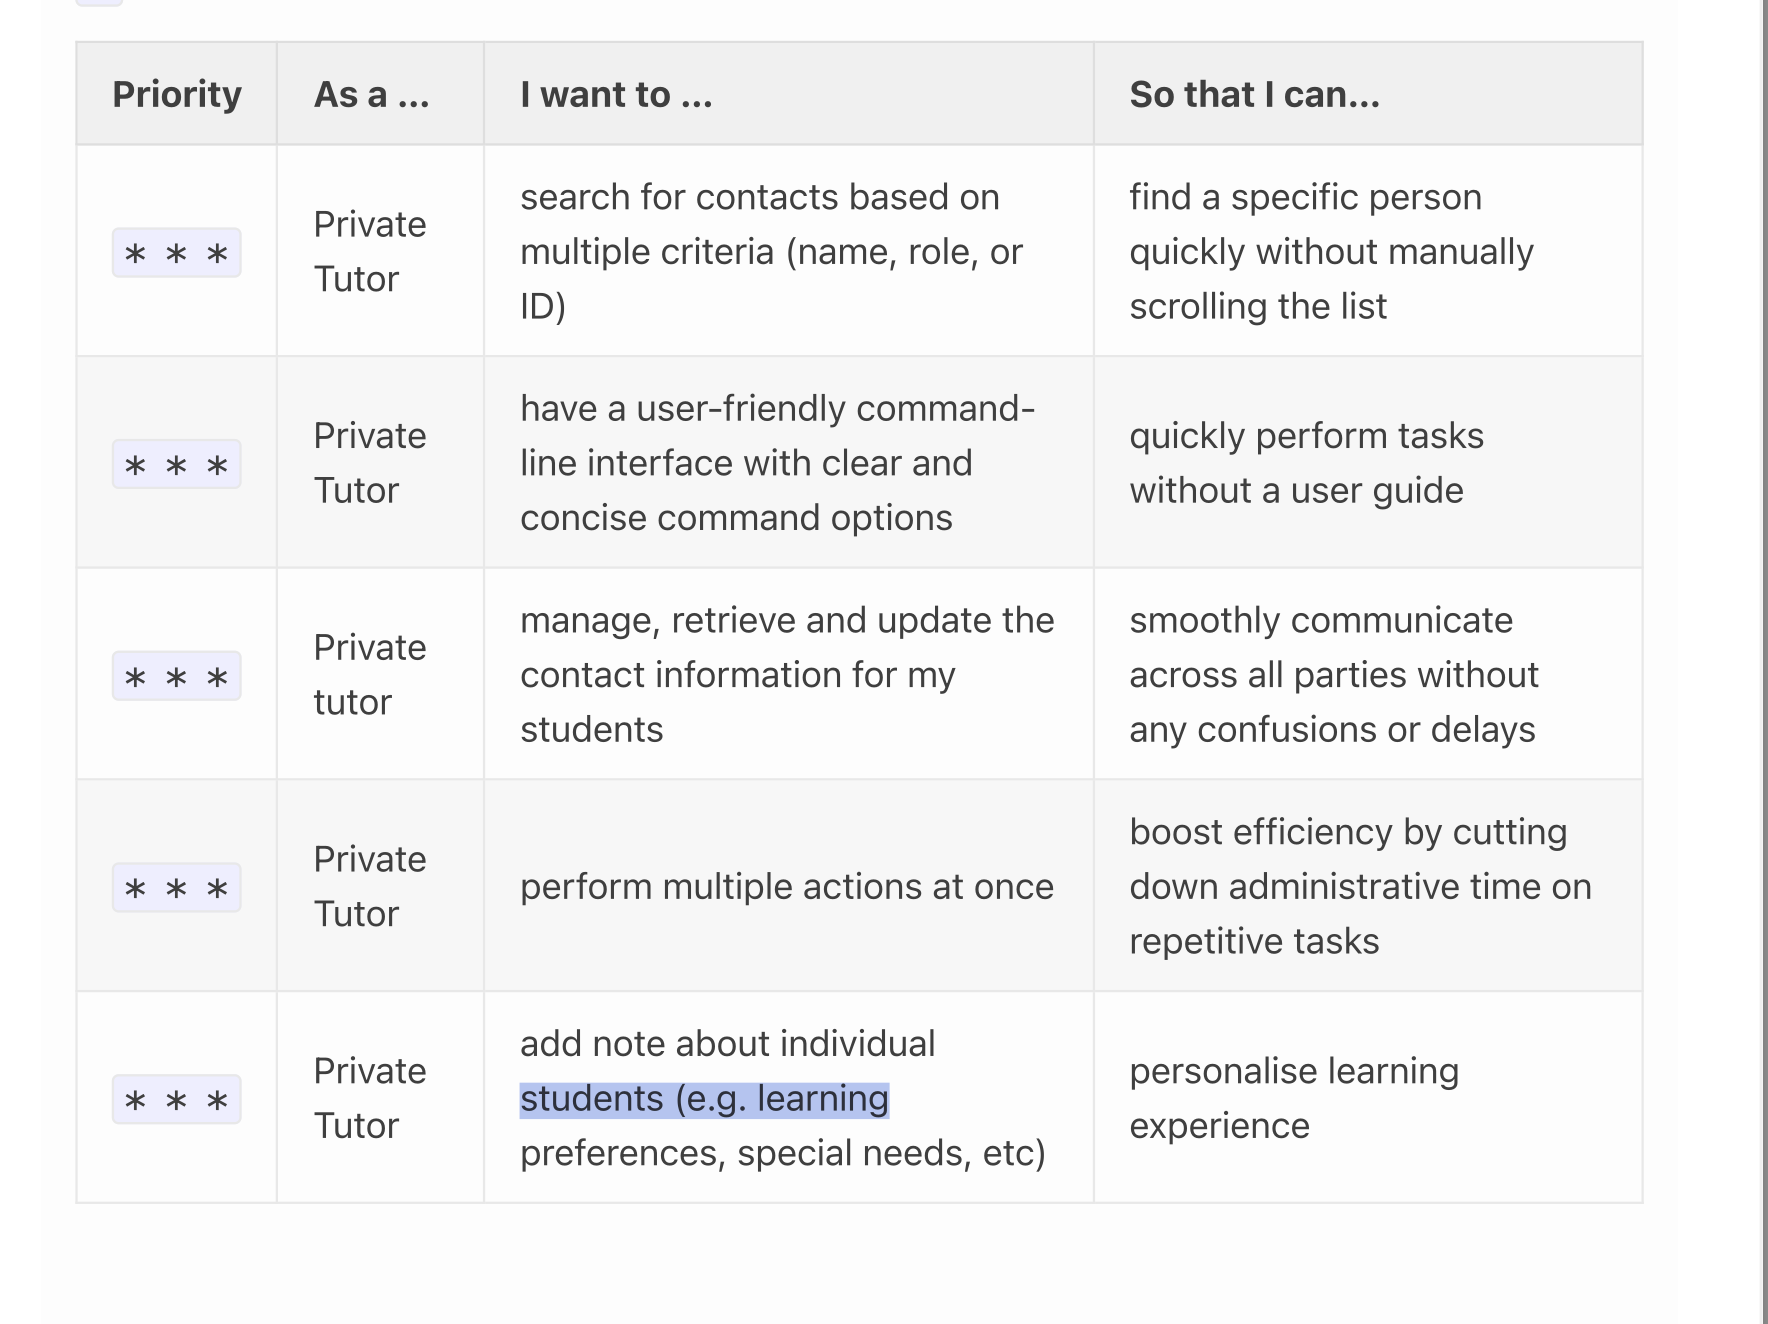 Priority
As a ...
I want to ...
So that I can...
* * *
Private
Tutor
search for contacts based on
multiple criteria (name, role, or
ID)
find a specific person
quickly without manually
scrolling the list
* * *
Private
Tutor
have a user-friendly command-
line interface with clear and
concise command options
quickly perform tasks
without a user guide
* * *
Private
tutor
manage, retrieve and update the
contact information for my
students
smoothly communicate
across all parties without
any confusions or delays
* * *
Private
Tutor
perform multiple actions at once
boost efficiency by cutting
down administrative time on
repetitive tasks
* * *
Private
Tutor
add note about individual
students (e.g. learning
preferences, special needs, etc)
personalise learning
experience